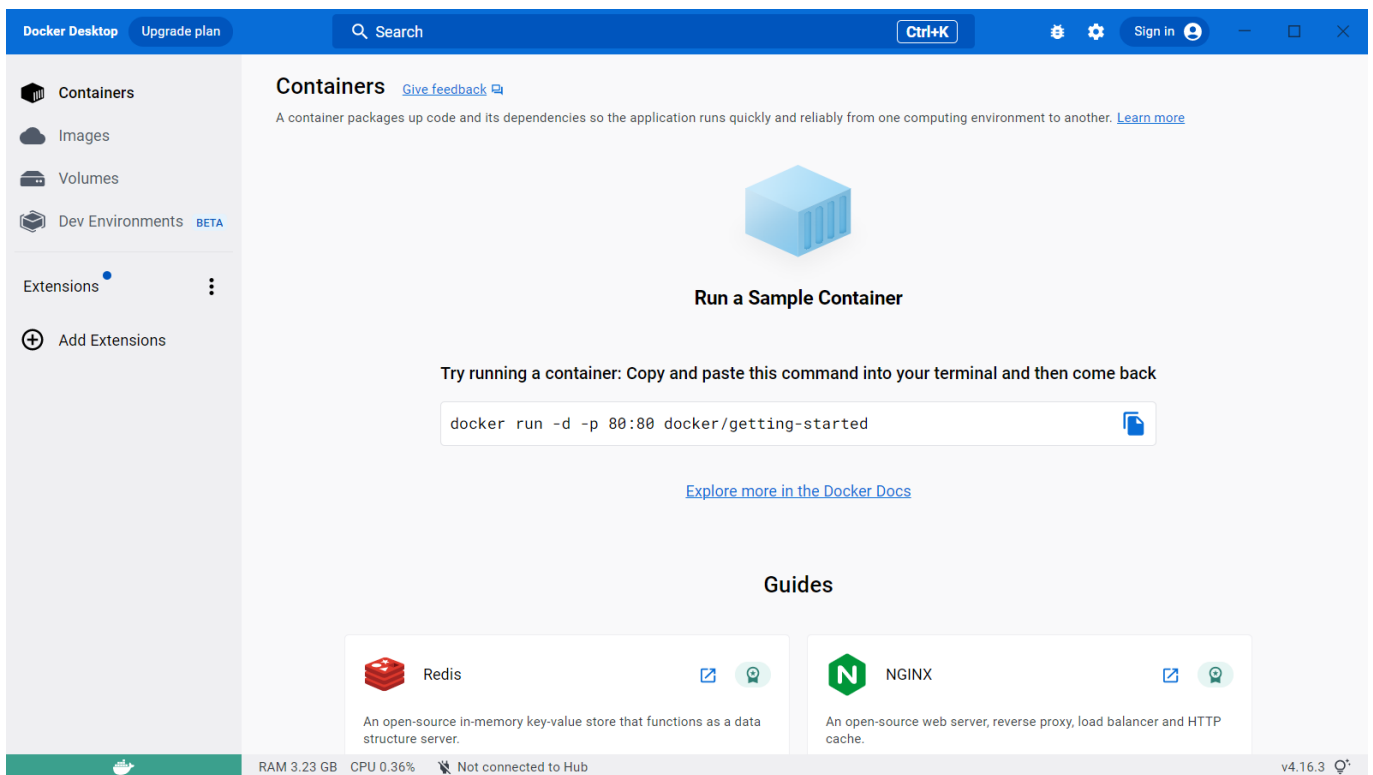 Docker Desktop Upgrade plan Search Ctrl+K Sign in
Containers
Images
Volumes
Dev Environments BETA
Extensions
Add Extensions
Containers Give feedback
A container packages up code and its dependencies so the application runs quickly and reliably from one computing environment to another. Learn more
Run a Sample Container
Try running a container: Copy and paste this command into your terminal and then come back
docker run -d -p 80:80 docker/getting-started
Explore more in the Docker Docs
Guides
Redis
An open-source in-memory key-value store that functions as a data
structure server.
NGINX
An open-source web server, reverse proxy, load balancer and HTTP
cache.
RAM 3.23 GB CPU 0.36% Not connected to Hub v4.16.3